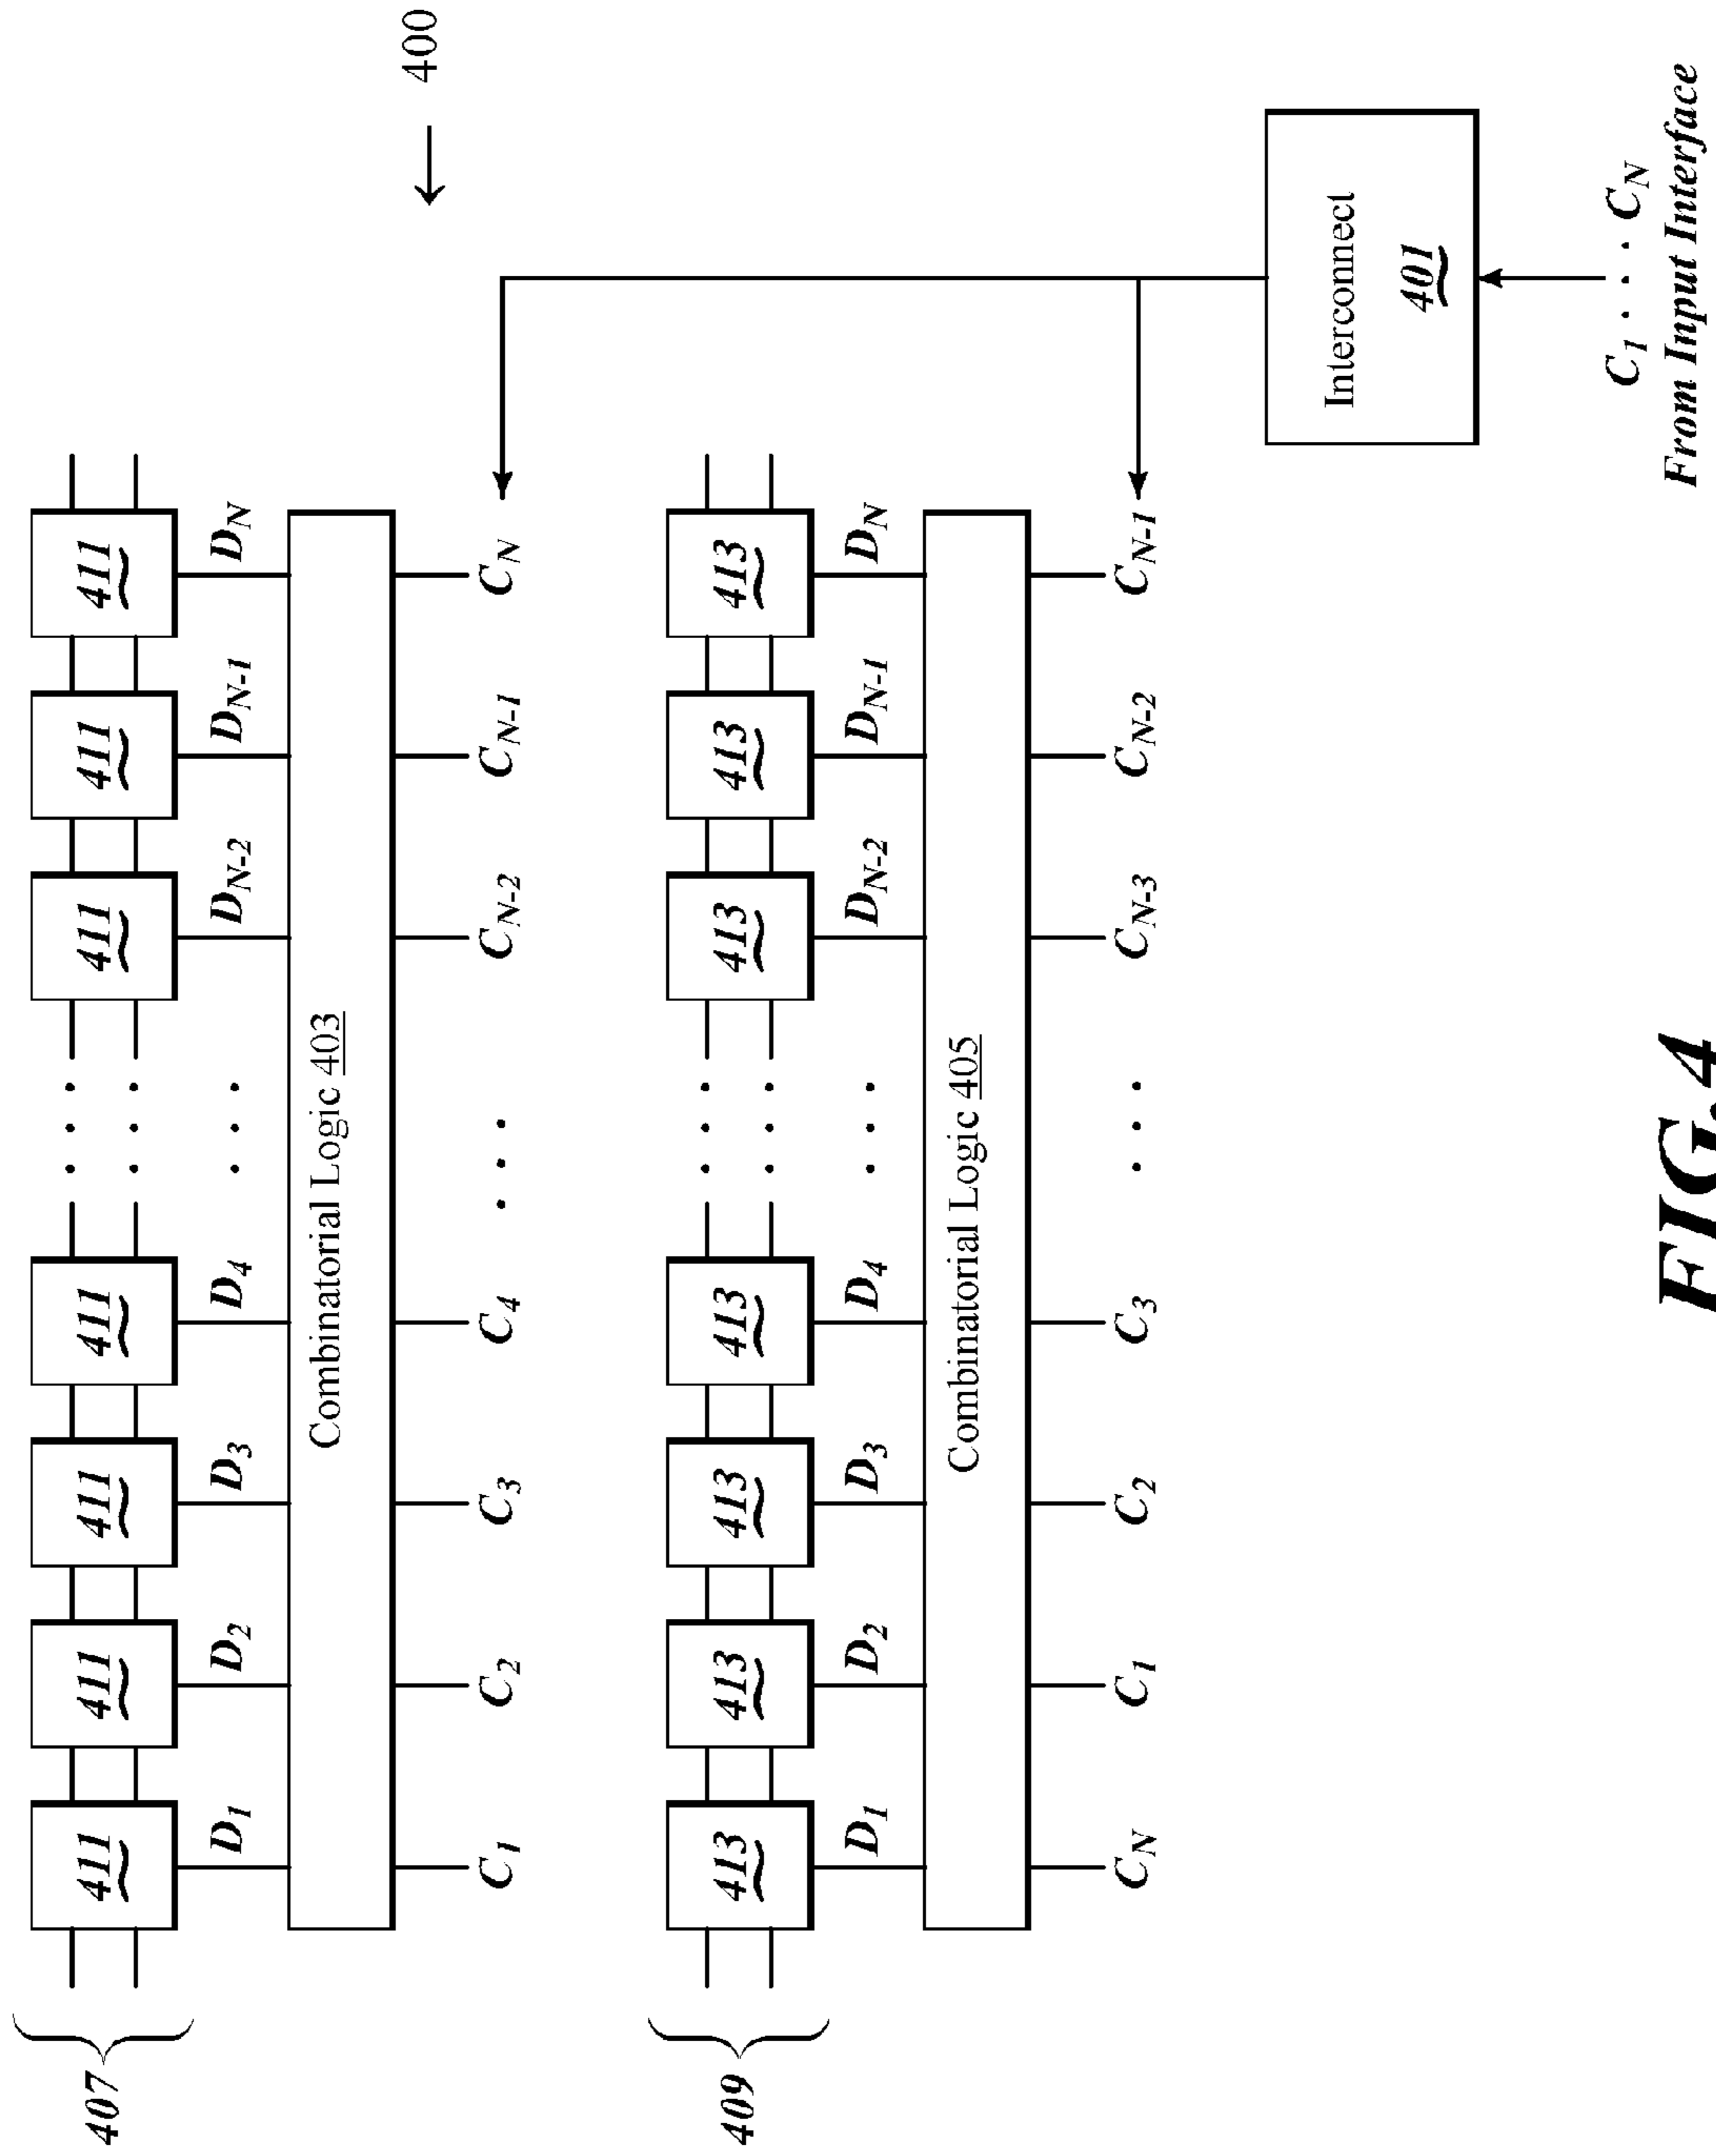 400
407
411 411 411 411 . . . 411 411 411
D1 D2 D3 D4 . . . DN-2 DN-1 DN
Combinatorial Logic 403
C1 C2 C3 C4 . . . CN-2 CN-1 CN
409
413 413 413 413 . . . 413 413 413
D1 D2 D3 D4 . . . DN-2 DN-1 DN
Combinatorial Logic 405
CN C1 C2 C3 . . . CN-3 CN-2 CN-1
Interconnect
401
C1 . . . CN
From Input Interface
FIG.4